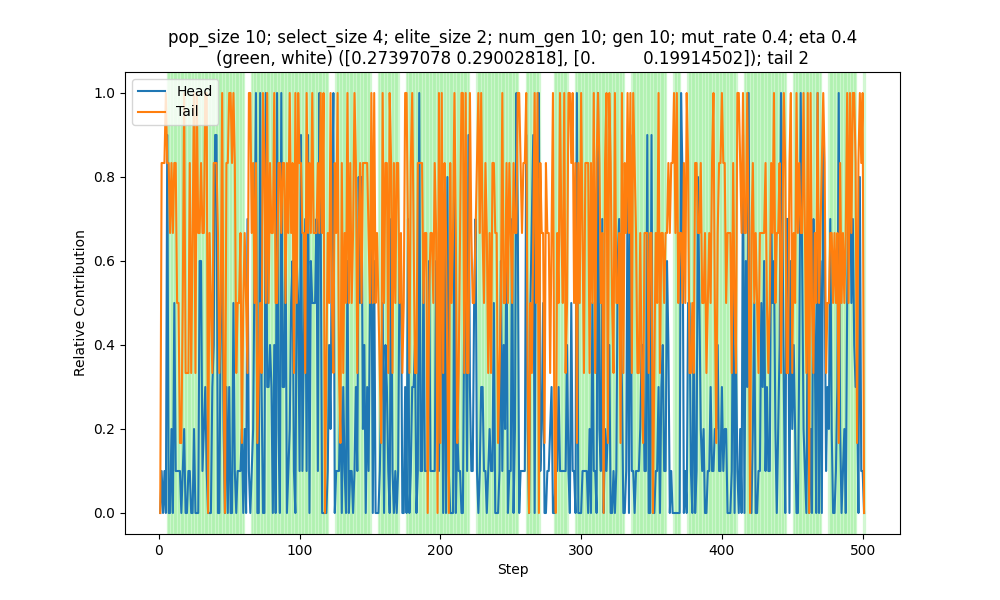 pop_size 10; select_size 4; elite_size 2; num_gen 10; gen 10; mut_rate 0.4; eta 0.4
(green, white) ([0.27397078 0.29002818], [0. 0.19914502]); tail 2
Head
Tail
1.0
0.8
0.6
0.4
0.2
0.0
Relative Contribution
0 100 200 300 400 500
Step